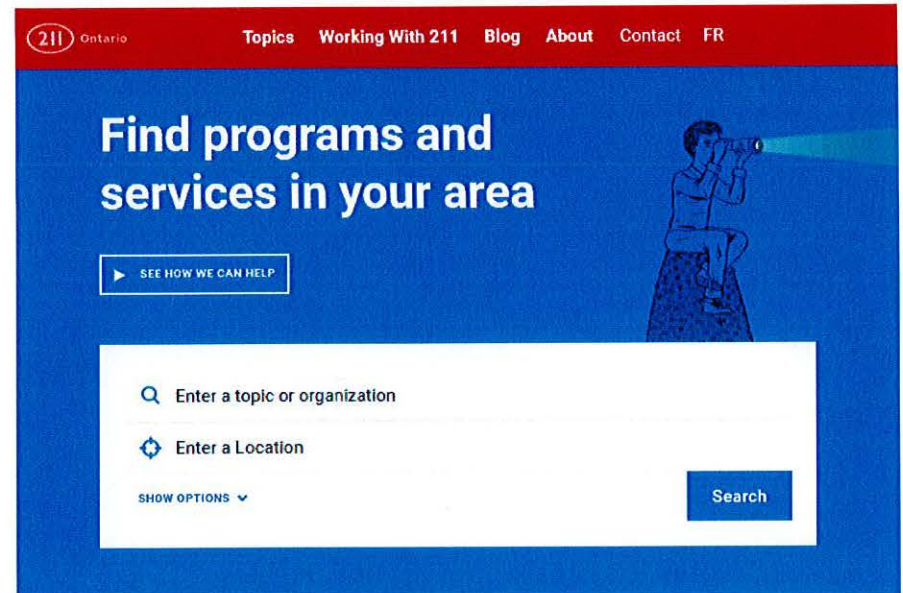 211 Ontario Topics Working With 211 Blog About Contact FR
Find programs and
services in your area
SEE HOW WE CAN HELP
Enter a topic or organization
Enter a Location
SHOW OPTIONS
Search